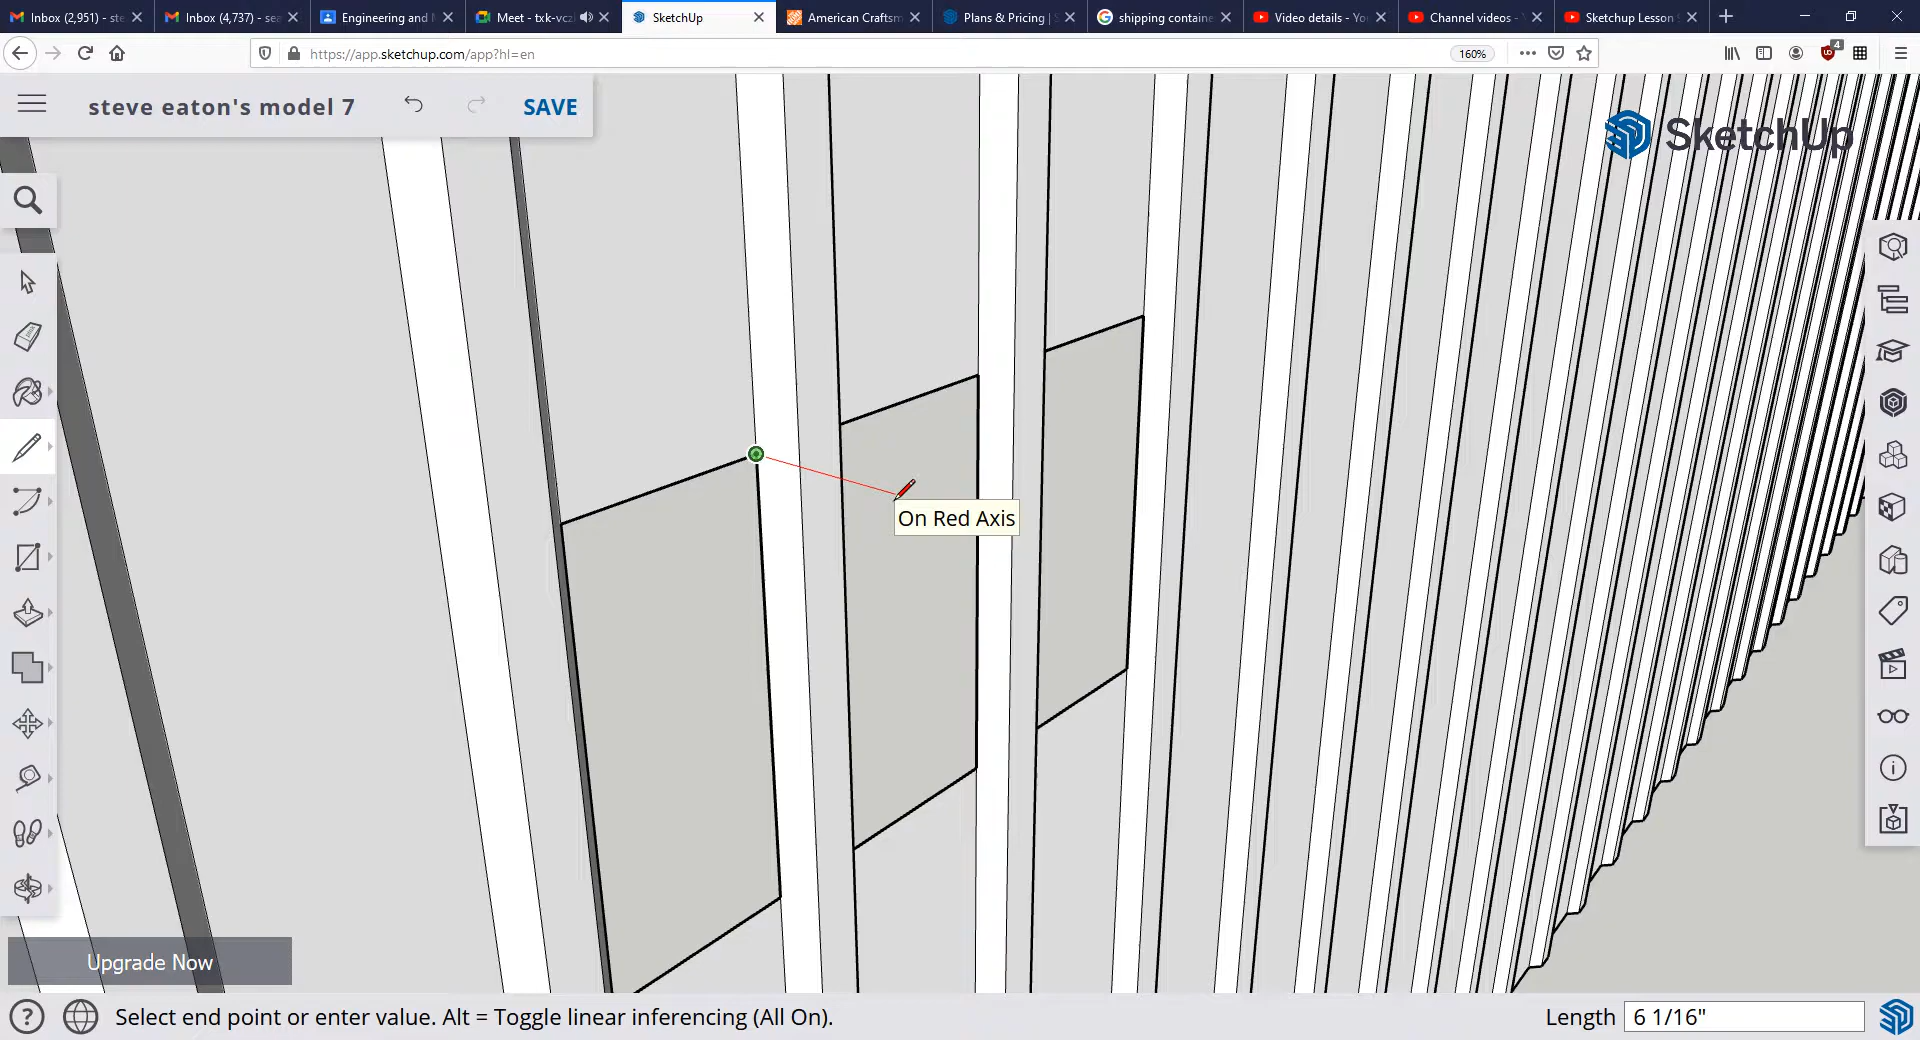 Inbox (2,951) - ste
Inbox (4,737) - sea
Engineering and
Meet - txk-vcz
SketchUp
American Craftsm
Plans & Pricing | S
shipping containe
Video details - Yo
Channel videos -
Sketchup Lesson
https://app.sketchup.com/app?hl=en
160%
4
steve eaton's model 7
SAVE
SketchUp
On Red Axis
Upgrade Now
Select end point or enter value. Alt = Toggle linear inferencing (All On).
Length
6 1/16"